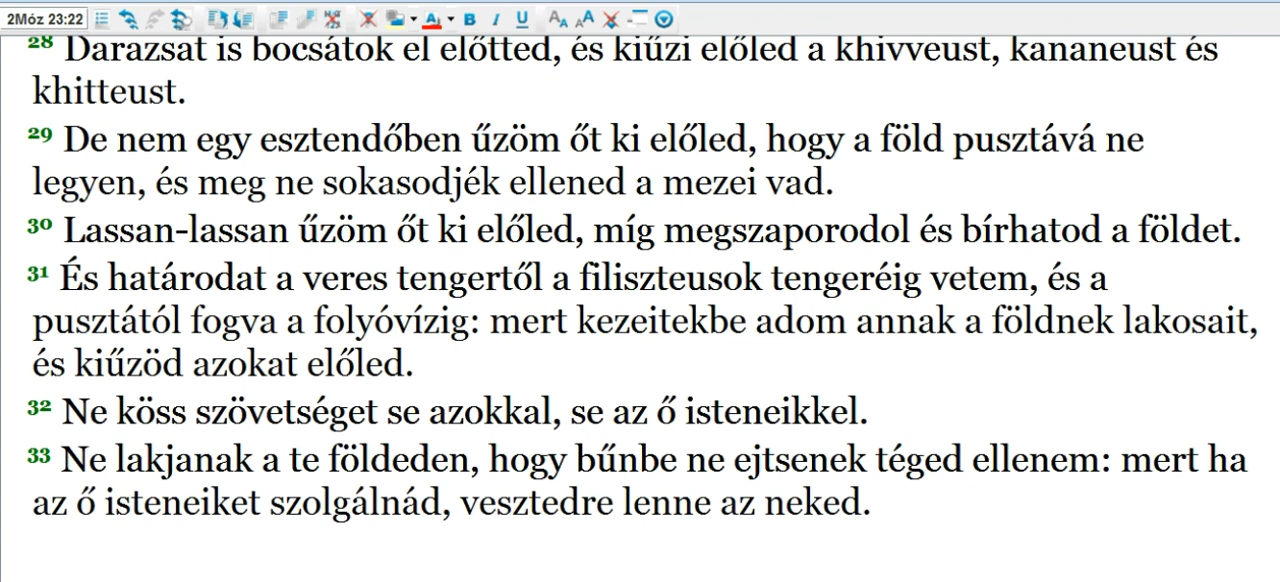 2Móz 23:22
28 Darázsat is bocsátok el előtted, és kiűzi előled a khivveust, kananeust és
khitteust.
29 De nem egy esztendőben űzöm őt ki előled, hogy a föld pusztává ne
legyen, és meg ne sokasodjék ellened a mezei vad.
30 Lassan-lassan űzöm őt ki előled, míg megszaporodol és bírhatod a földet.
31 És határodat a veres tengertől a filiszteusok tengeréig vetem, és a
pusztától fogva a folyóvízig: mert kezeitekbe adom annak a földnek lakosait,
és kiűzöd azokat előled.
32 Ne köss szövetséget se azokkal, se az ő isteneikkel.
33 Ne lakjanak a te földeden, hogy bűnbe ne ejtsenek téged ellenem: mert ha
az ő isteneiket szolgálnád, vesztedre lenne az neked.